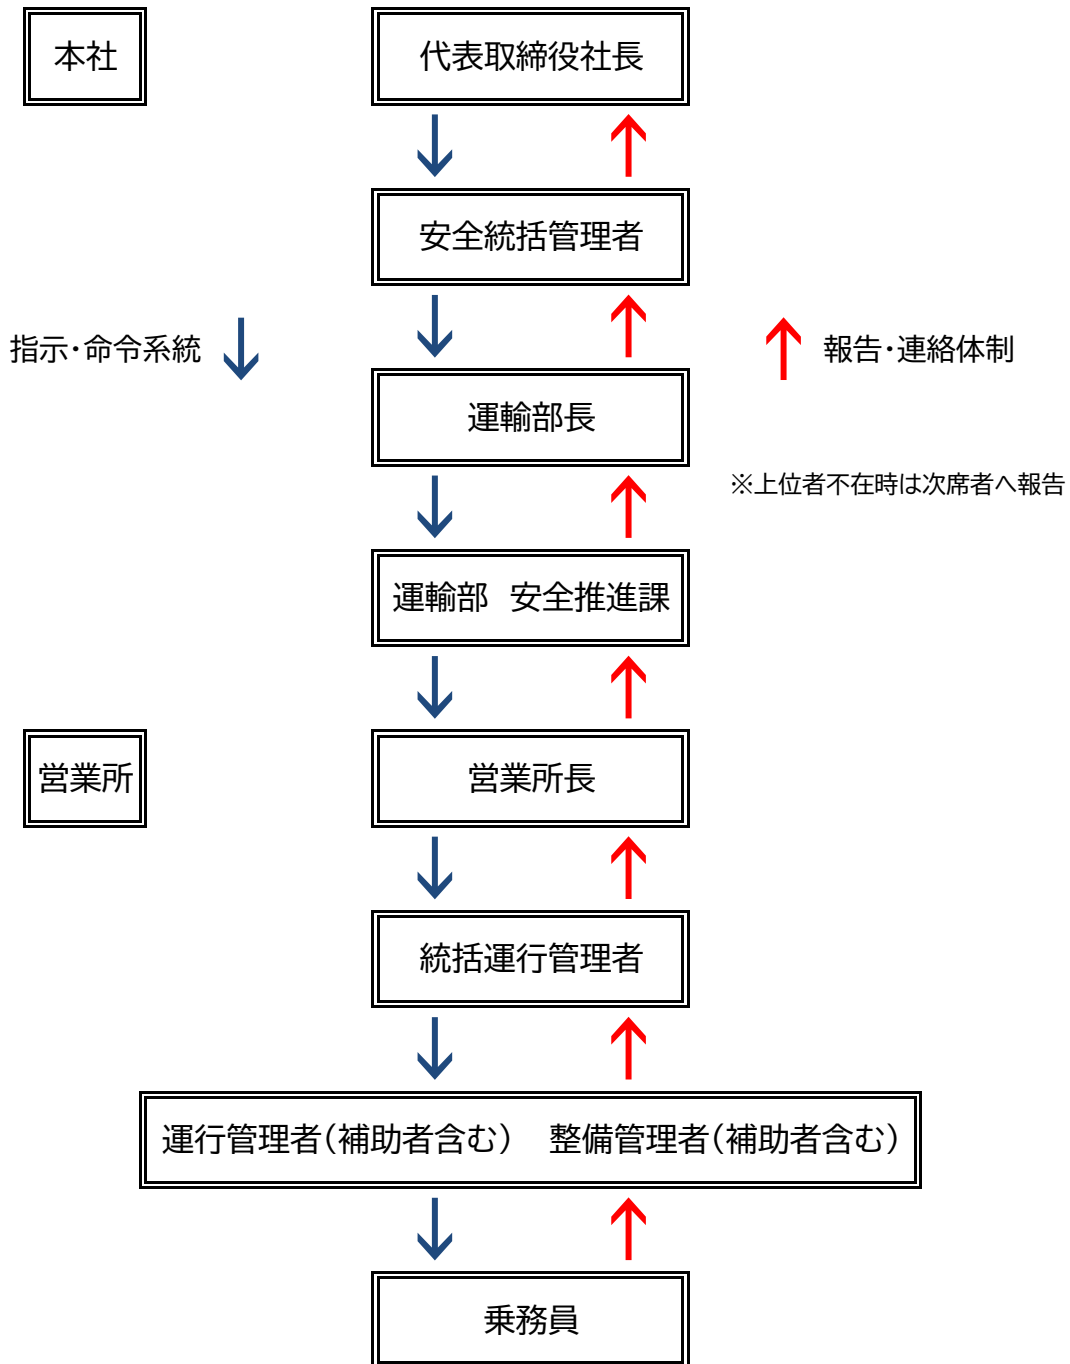 本社
代表取締役社長
安全統括管理者
指示・命令系統
報告・連絡体制
運輸部長
※上位者不在時は次席者へ報告
運輸部　安全推進課
営業所
営業所長
統括運行管理者
運行管理者（補助者含む）　整備管理者（補助者含む）
乗務員